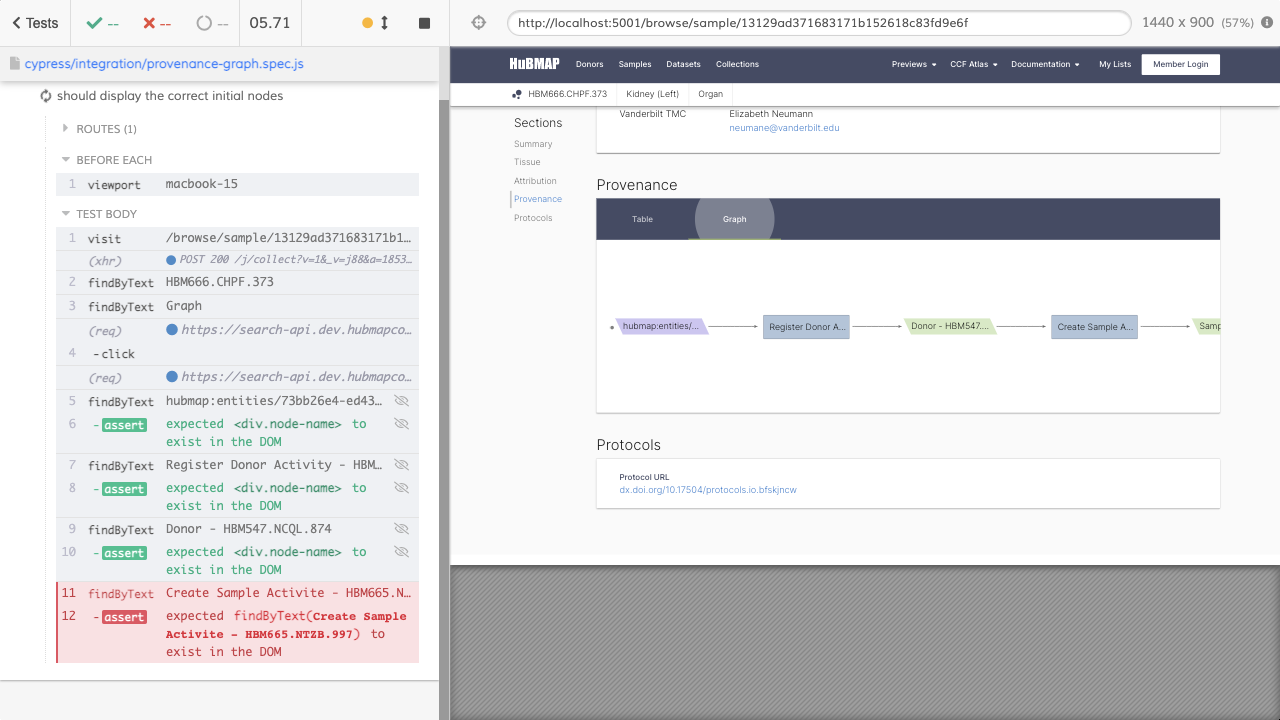 Tests
--
--
--
05.71
http://localhost:5001/browse/sample/13129ad371683171b152618c83fd9e6f
1440 x 900 (57%)
cypress/integration/provenance-graph.spec.js
should display the correct initial nodes
ROUTES (1)
BEFORE EACH
1 viewport macbook-15
TEST BODY
1 visit /browse/sample/13129ad371683171b1...
(xhr) POST 200 /j/collect?v=1&_v=j88&a=1853...
2 findByText HBM666.CHPF.373
3 findByText Graph
(req) https://search-api.dev.hubmapco...
4 -click
(req) https://search-api.dev.hubmapco...
5 findByText hubmap:entities/73bb26e4-ed43...
6 -assert expected <div.node-name> to
exist in the DOM
7 findByText Register Donor Activity - HBM...
8 -assert expected <div.node-name> to
exist in the DOM
9 findByText Donor - HBM547.NCQL.874
10 -assert expected <div.node-name> to
exist in the DOM
11 findByText Create Sample Activite - HBM665.N...
12 -assert expected findByText(Create Sample
Activite - HBM665.NTZB.997) to
exist in the DOM
HuBMAP Donors Samples Datasets Collections Previews CCF Atlas Documentation My Lists Member Login
HBM666.CHPF.373 Kidney (Left) Organ
Sections
Summary
Tissue
Attribution
Provenance
Protocols
Vanderbilt TMC Elizabeth Neumann
neumane@vanderbilt.edu
Provenance
Table Graph
hubmap:entities/... Register Donor A... Donor - HBM547.... Create Sample A... Samp
Protocols
Protocol URL
dx.doi.org/10.17504/protocols.io.bfskjncw